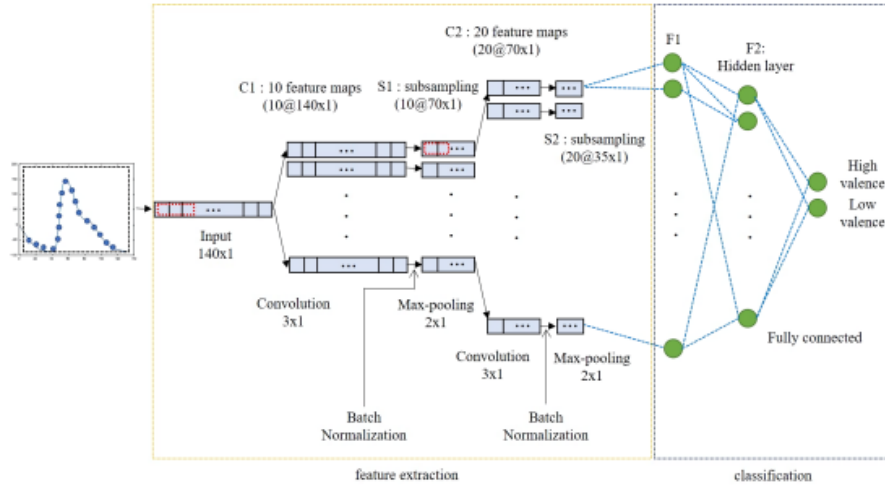 C2 : 20 feature maps
(20@70x1)
F1
F2:
Hidden layer
C1 : 10 feature maps
(10@140x1)
S1 : subsampling
(10@70x1)
S2 : subsampling
(20@35x1)
High
valence
Low
valence
Input
140x1
Convolution
3x1
Max-pooling
2x1
Fully connected
Convolution
3x1
Max-pooling
2x1
Batch
Normalization
Batch
Normalization
feature extraction
classification